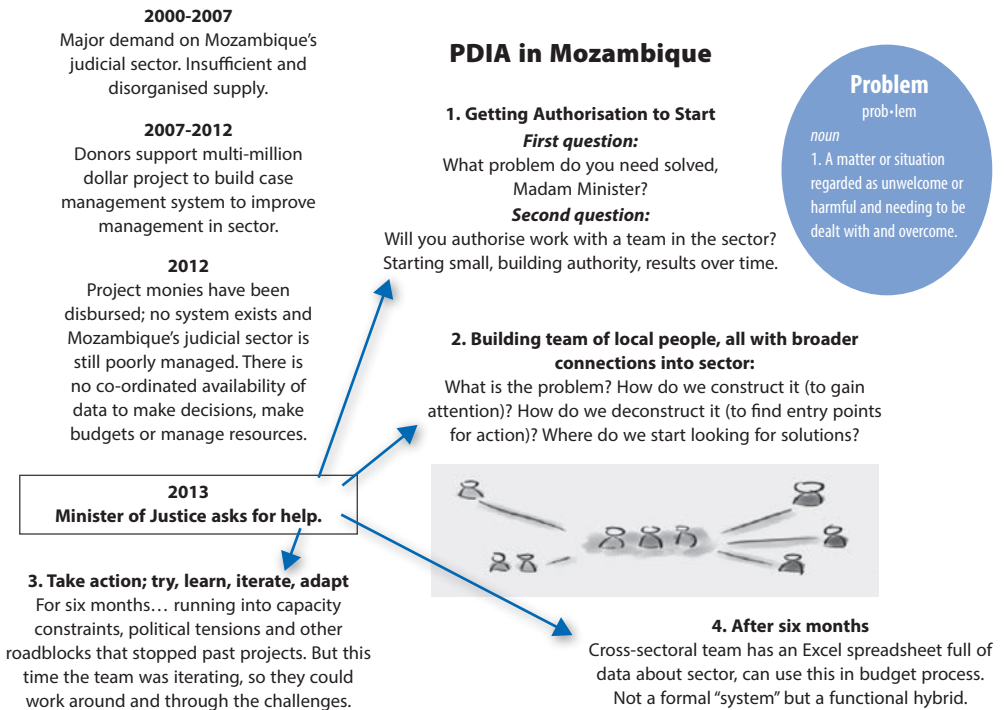 2000-2007
Major demand on Mozambique's
judicial sector. Insufficient and
disorganised supply.
2007-2012
Donors support multi-million
dollar project to build case
management system to improve
management in sector.
2012
Project monies have been
disbursed; no system exists and
Mozambique's judicial sector is
still poorly managed. There is
no co-ordinated availability of
data to make decisions, make
budgets or manage resources.
2013
Minister of Justice asks for help.
PDIA in Mozambique
1. Getting Authorisation to Start
First question:
What problem do you need solved,
Madam Minister?
Second question:
Will you authorise work with a team in the sector?
Starting small, building authority, results over time.
Problem
prob•lem
noun
1. A matter or situation
regarded as unwelcome or
harmful and needing to be
dealt with and overcome.
2. Building team of local people, all with broader
connections into sector:
What is the problem? How do we construct it (to gain
attention)? How do we deconstruct it (to find entry points
for action)? Where do we start looking for solutions?
3. Take action; try, learn, iterate, adapt
For six months… running into capacity
constraints, political tensions and other
roadblocks that stopped past projects. But this
time the team was iterating, so they could
work around and through the challenges.
4. After six months
Cross-sectoral team has an Excel spreadsheet full of
data about sector, can use this in budget process.
Not a formal "system" but a functional hybrid.